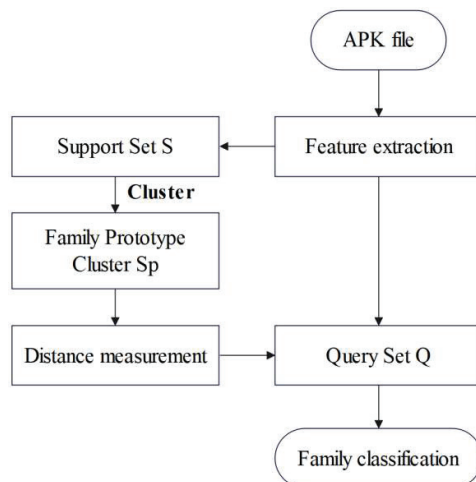 APK file
Support Set S
Feature extraction
Cluster
Family Prototype
Cluster Sp
Distance measurement
Query Set Q
Family classification